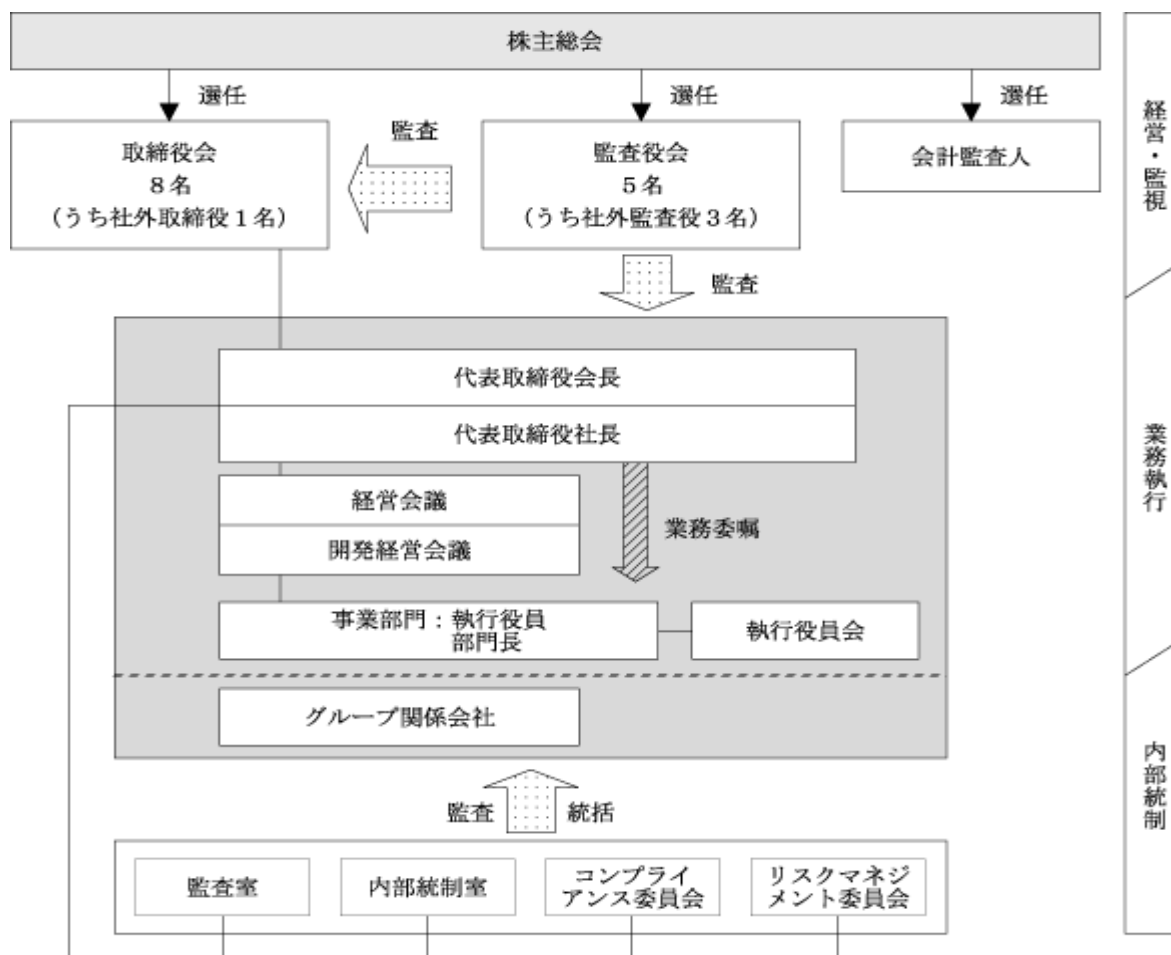 株主総会
選任
選任
選任
取締役会
8名
(うち社外取締役1名)
監査
監査役会
5名
(うち社外監査役3名)
会計監査人
経営・監視
監査
代表取締役会長
代表取締役社長
経営会議
開発経営会議
業務委嘱
事業部門:執行役員
部門長
執行役員会
業務執行
グループ関係会社
監査
統括
内部統制
監査室
内部統制室
コンプライ
アンス委員会
リスクマネジ
メント委員会